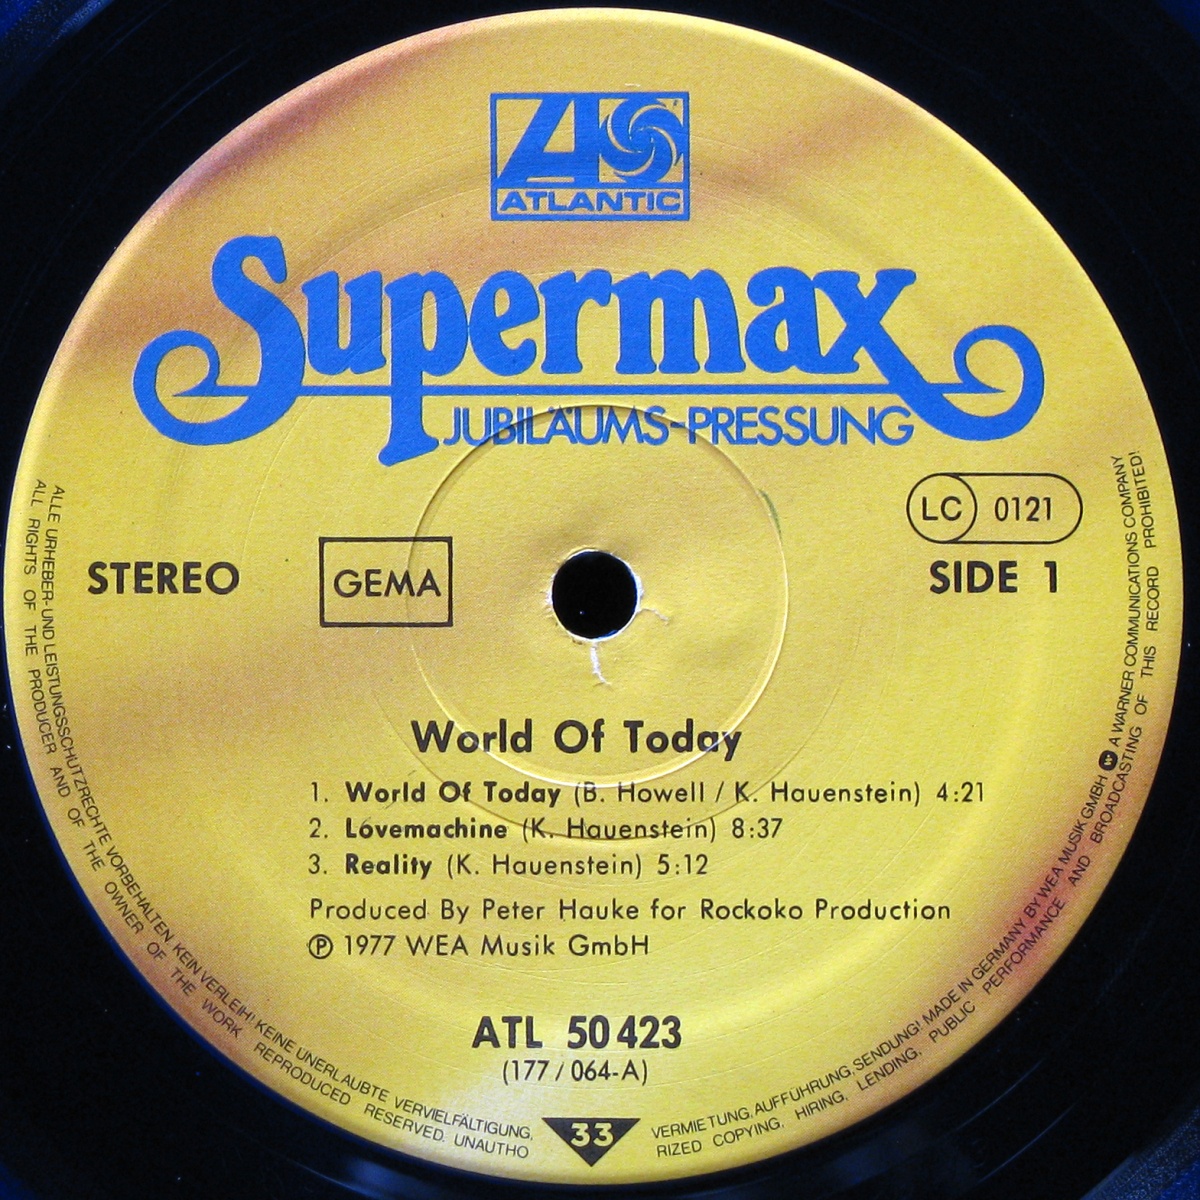 ATLANTIC
Supermax
JUBILÄUMS-PRESSUNG
LC 0121
STEREO
GEMA
SIDE 1
World Of Today
1. World Of Today (B. Howell / K. Hauenstein) 4:21
2. Lovemachine (K. Hauenstein) 8:37
3. Reality (K. Hauenstein) 5:12
Produced By Peter Hauke for Rockoko Production
℗ 1977 WEA Musik GmbH
ATL 50 423
(177 / 064-A)
33
ALLE URHEBER- UND LEISTUNGSSCHUTZRECHTE VORBEHALTEN KEIN VERLEIH! KEINE UNERLAUBTE VERVIELFÄLTIGUNG, VERMIETUNG, AUFFÜHRUNG, SENDUNG! MADE IN GERMANY BY WEA MUSIK GMBH W A WARNER COMMUNICATIONS COMPANY
ALL RIGHTS OF THE PRODUCER AND OF THE OWNER OF THE WORK REPRODUCED RESERVED. UNAUTHORIZED COPYING, HIRING, LENDING, PUBLIC PERFORMANCE AND BROADCASTING OF THIS RECORD PROHIBITED!